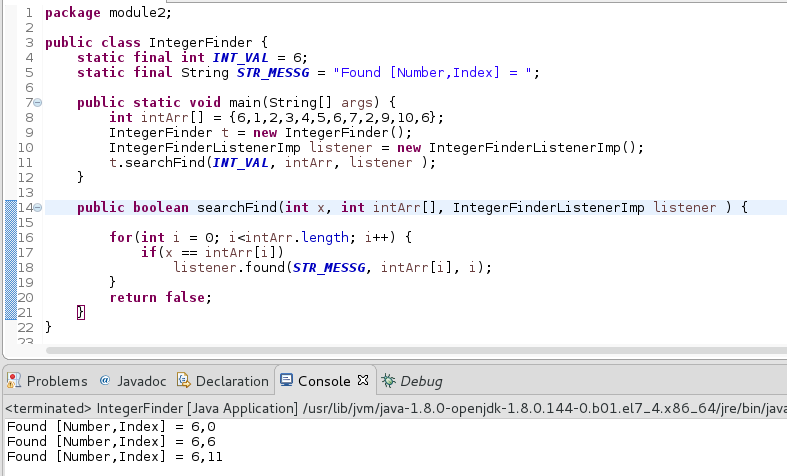 1 package module2;
2
3 public class IntegerFinder {
4     static final int INT_VAL = 6;
5     static final String STR_MESSG = "Found [Number,Index] = ";
6
7     public static void main(String[] args) {
8         int intArr[] = {6,1,2,3,4,5,6,7,2,9,10,6};
9         IntegerFinder t = new IntegerFinder();
10         IntegerFinderListenerImp listener = new IntegerFinderListenerImp();
11         t.searchFind(INT_VAL, intArr, listener );
12     }
13
14     public boolean searchFind(int x, int intArr[], IntegerFinderListenerImp listener ) {
15
16         for(int i = 0; i<intArr.length; i++) {
17             if(x == intArr[i])
18                 listener.found(STR_MESSG, intArr[i], i);
19         }
20         return false;
21     }
22 }
23
Problems @ Javadoc Declaration Console Debug
<terminated> IntegerFinder [Java Application] /usr/lib/jvm/java-1.8.0-openjdk-1.8.0.144-0.b01.el7_4.x86_64/jre/bin/java
Found [Number,Index] = 6,0
Found [Number,Index] = 6,6
Found [Number,Index] = 6,11